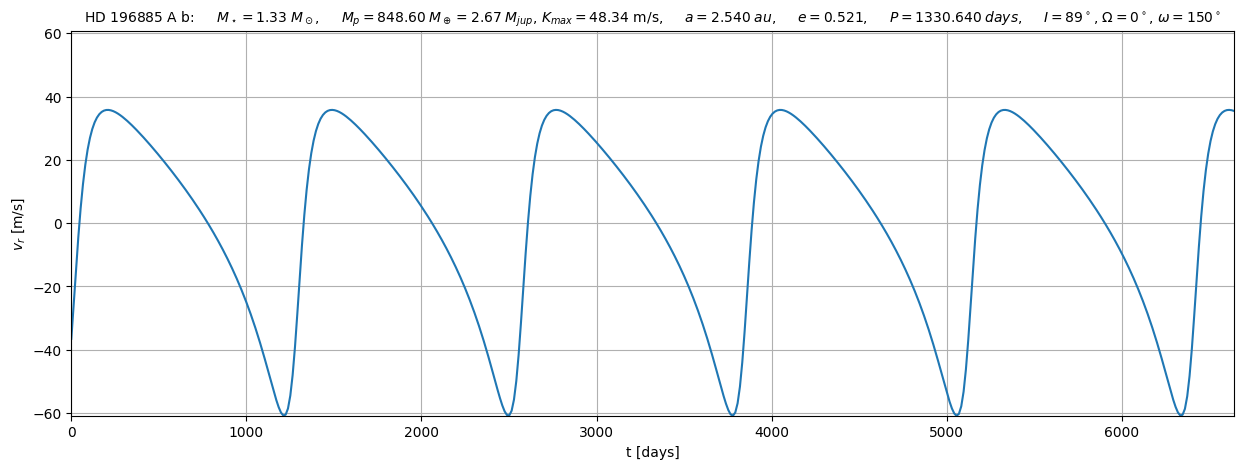 HD 196885 A b: M⋆ = 1.33 M⊙, Mp = 848.60 M⊕ = 2.67 Mjup, Kmax = 48.34 m/s, a = 2.540 au, e = 0.521, P = 1330.640 days, I = 89°, Ω = 0°, ω = 150°
60
40
20
0
−20
−40
−60
vr [m/s]
0 1000 2000 3000 4000 5000 6000
t [days]